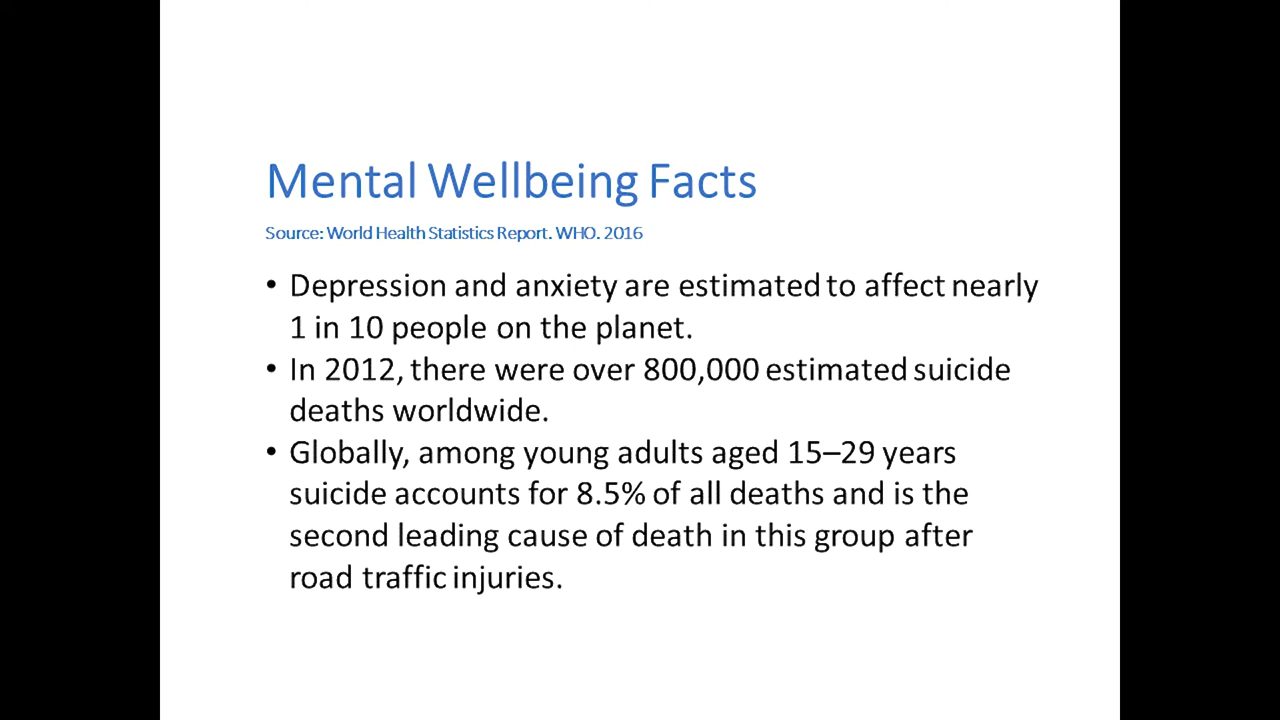 Mental Wellbeing Facts
Source: World Health Statistics Report. WHO. 2016
• Depression and anxiety are estimated to affect nearly
1 in 10 people on the planet.
• In 2012, there were over 800,000 estimated suicide
deaths worldwide.
• Globally, among young adults aged 15–29 years
suicide accounts for 8.5% of all deaths and is the
second leading cause of death in this group after
road traffic injuries.